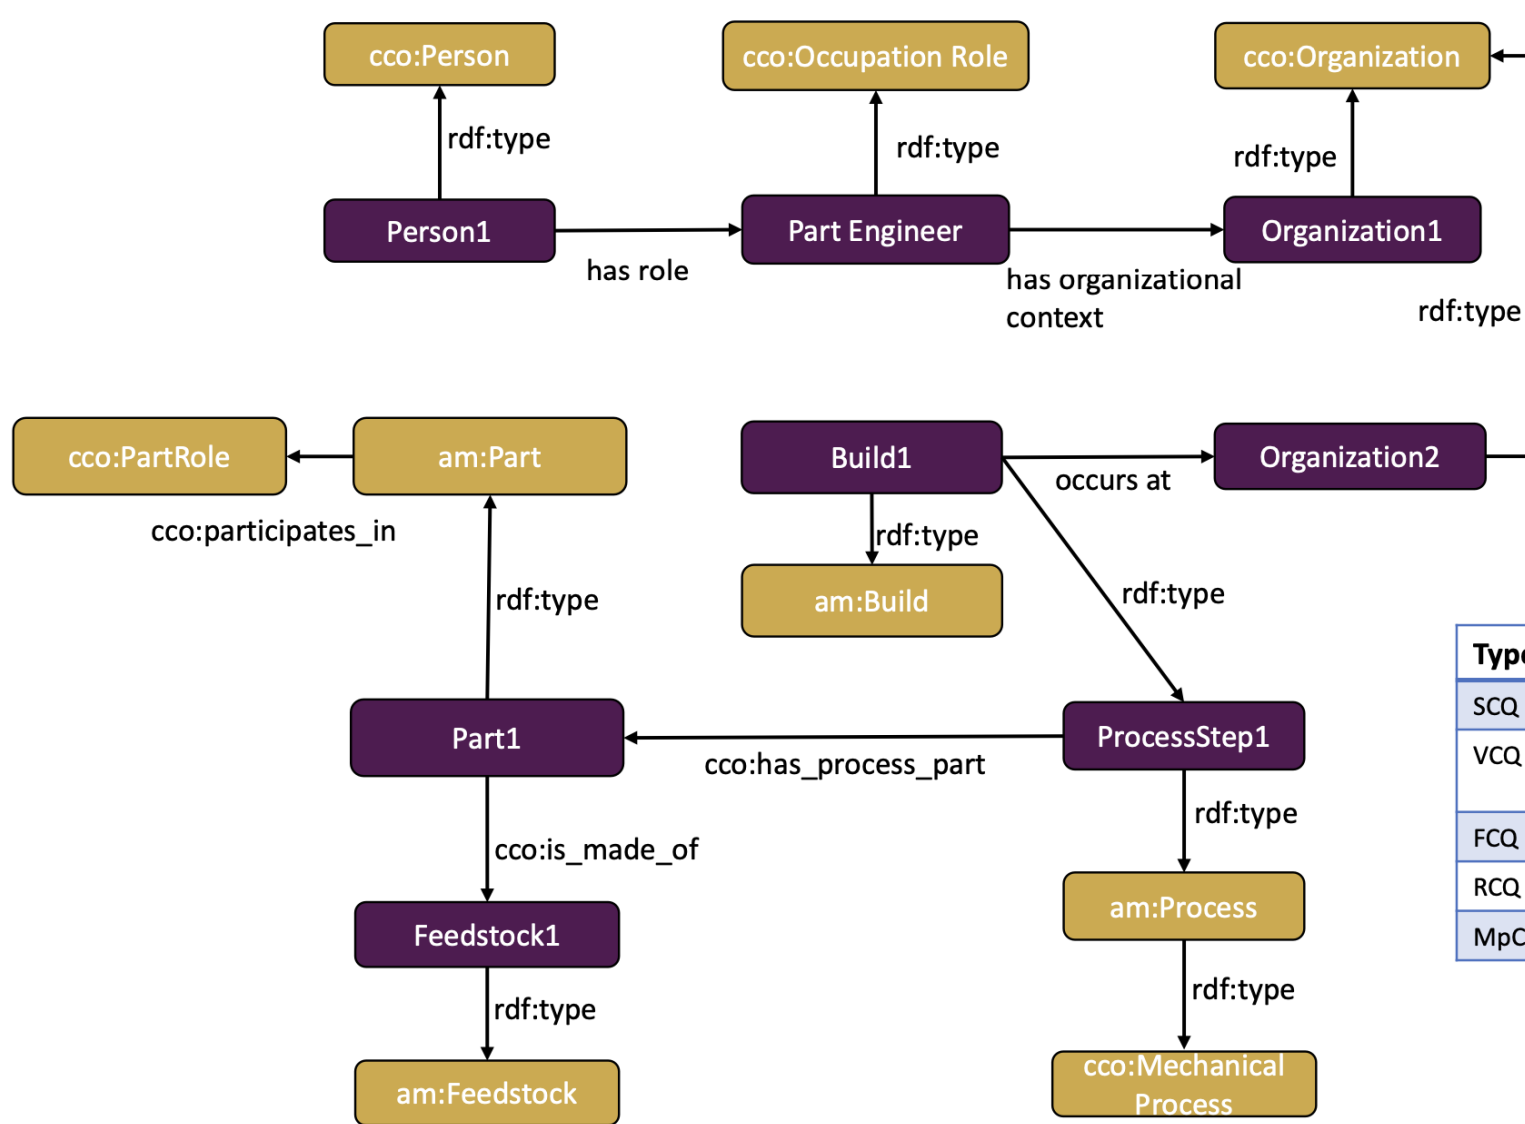 cco:Person
cco:Occupation Role
cco:Organization
rdf:type
rdf:type
rdf:type
Person1
Part Engineer
Organization1
has role
has organizational
context
rdf:type
cco:PartRole
am:Part
Build1
Organization2
occurs at
cco:participates_in
rdf:type
rdf:type
am:Build
rdf:type
Type
SCQ
VCQ
FCQ
RCQ
MpC
Part1
ProcessStep1
cco:has_process_part
rdf:type
cco:is_made_of
am:Process
Feedstock1
rdf:type
rdf:type
am:Feedstock
cco:Mechanical
Process